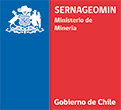 SERNAGEOMIN
Ministerio de
Minería
Gobierno de Chile